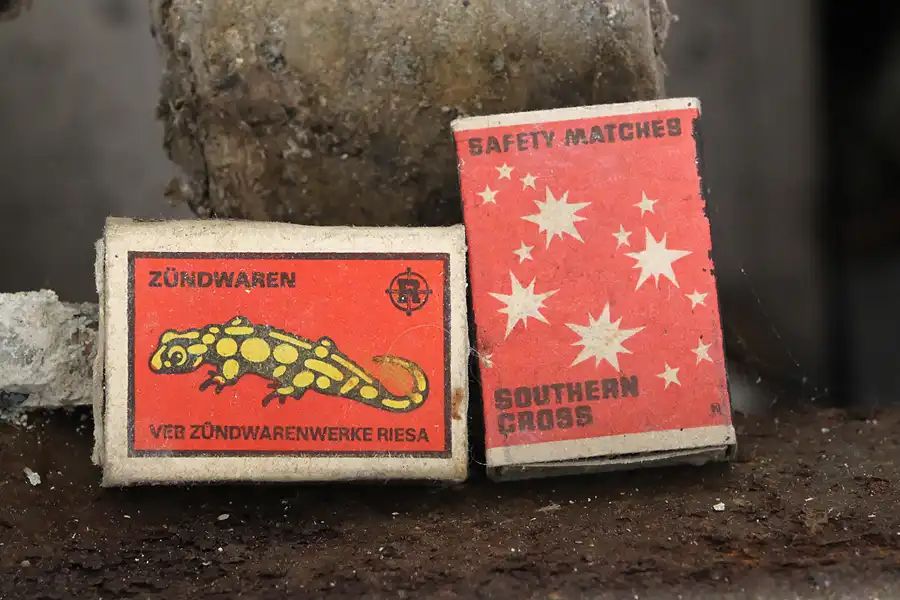 ZÜNDWAREN
R
VEB ZÜNDWARENWERKE RIESA
SAFETY MATCHES
SOUTHERN
CROSS